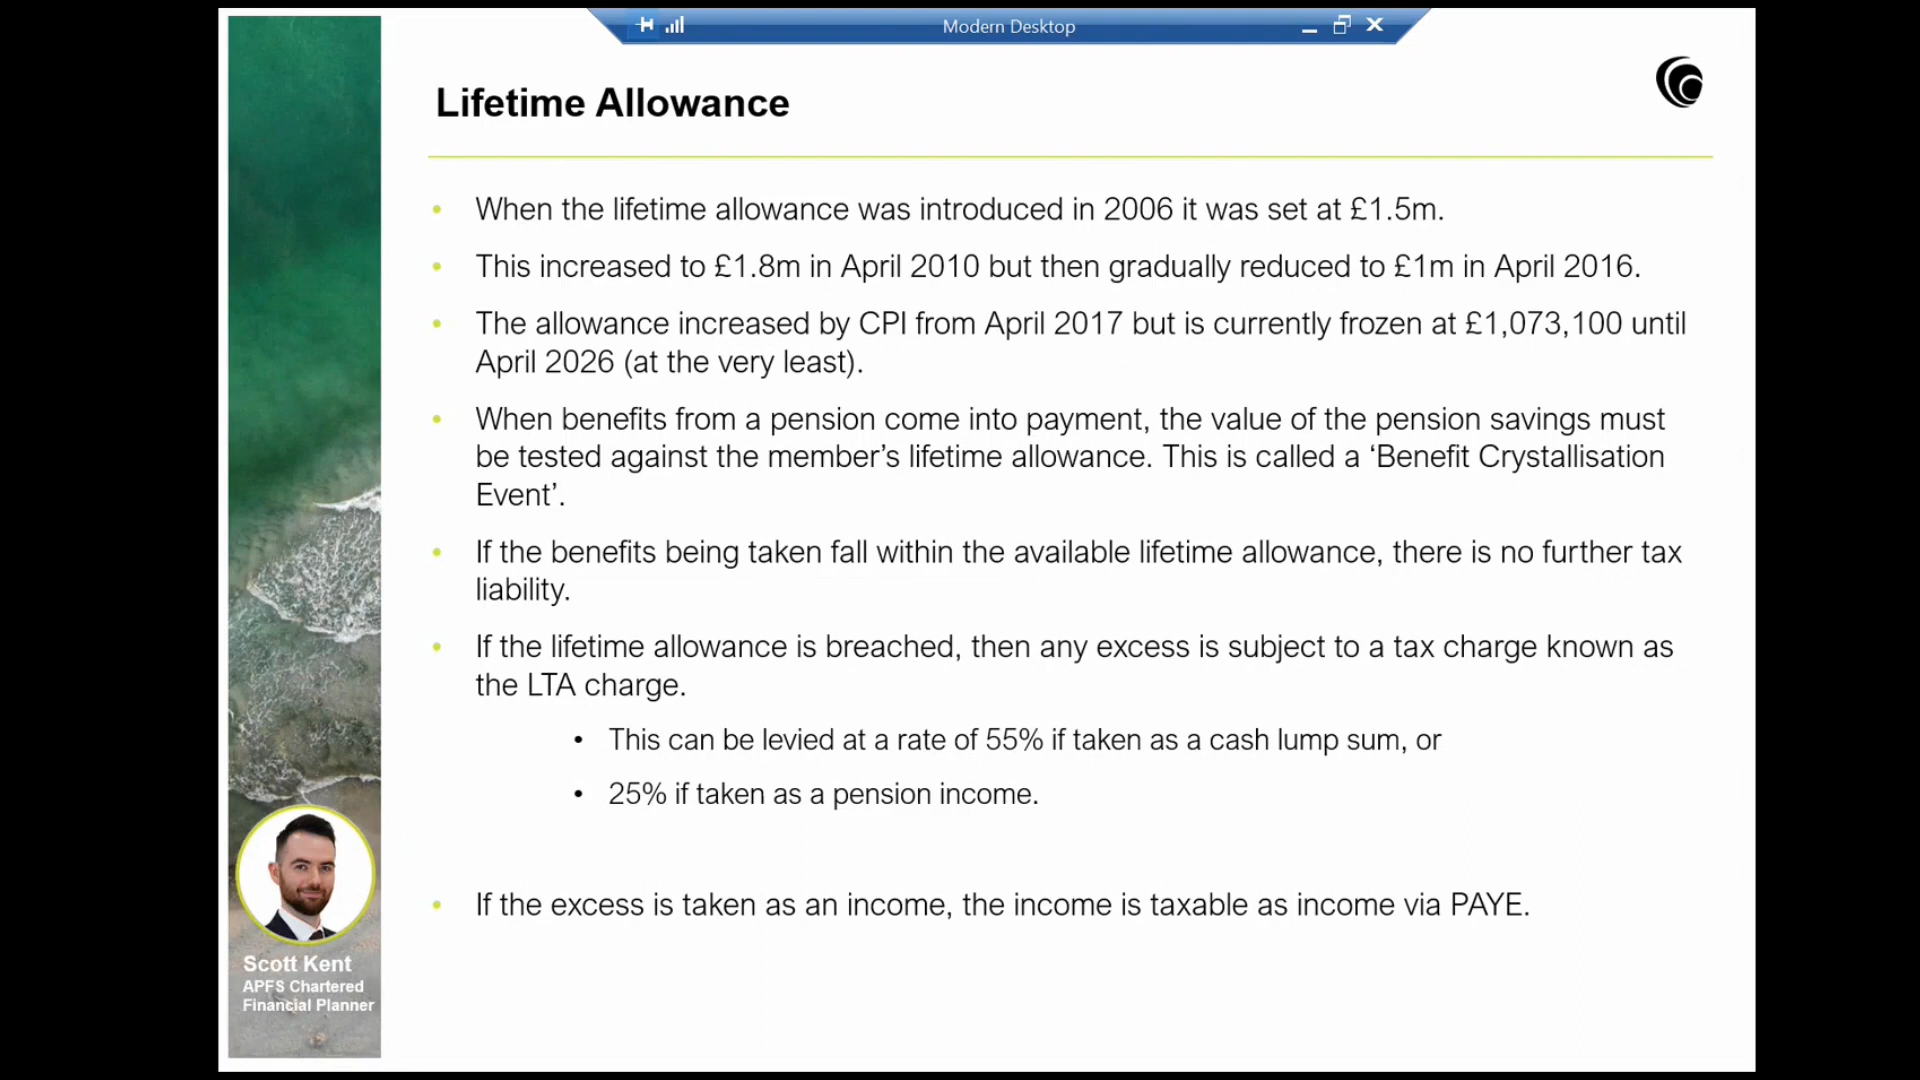 Modern Desktop
Lifetime Allowance
• When the lifetime allowance was introduced in 2006 it was set at £1.5m.
• This increased to £1.8m in April 2010 but then gradually reduced to £1m in April 2016.
• The allowance increased by CPI from April 2017 but is currently frozen at £1,073,100 until
April 2026 (at the very least).
• When benefits from a pension come into payment, the value of the pension savings must
be tested against the member’s lifetime allowance. This is called a ‘Benefit Crystallisation
Event’.
• If the benefits being taken fall within the available lifetime allowance, there is no further tax
liability.
• If the lifetime allowance is breached, then any excess is subject to a tax charge known as
the LTA charge.
• This can be levied at a rate of 55% if taken as a cash lump sum, or
• 25% if taken as a pension income.
• If the excess is taken as an income, the income is taxable as income via PAYE.
Scott Kent
APFS Chartered
Financial Planner